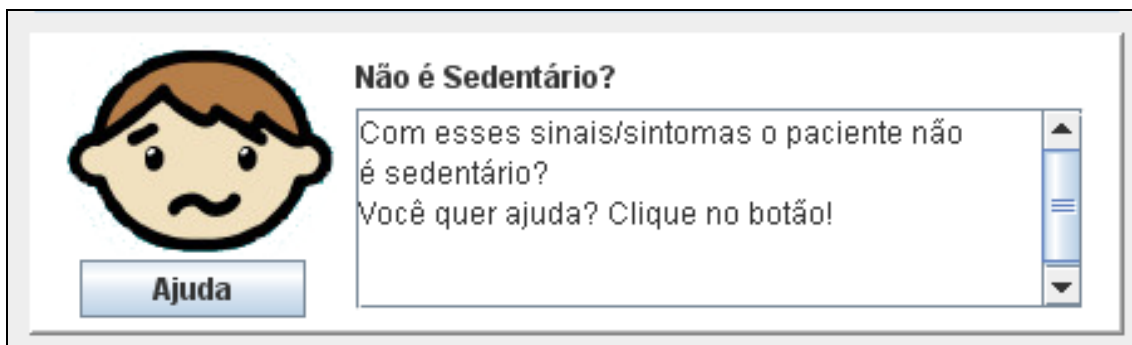 Não é Sedentário?
Com esses sinais/sintomas o paciente não
é sedentário?
Você quer ajuda? Clique no botão!
Ajuda